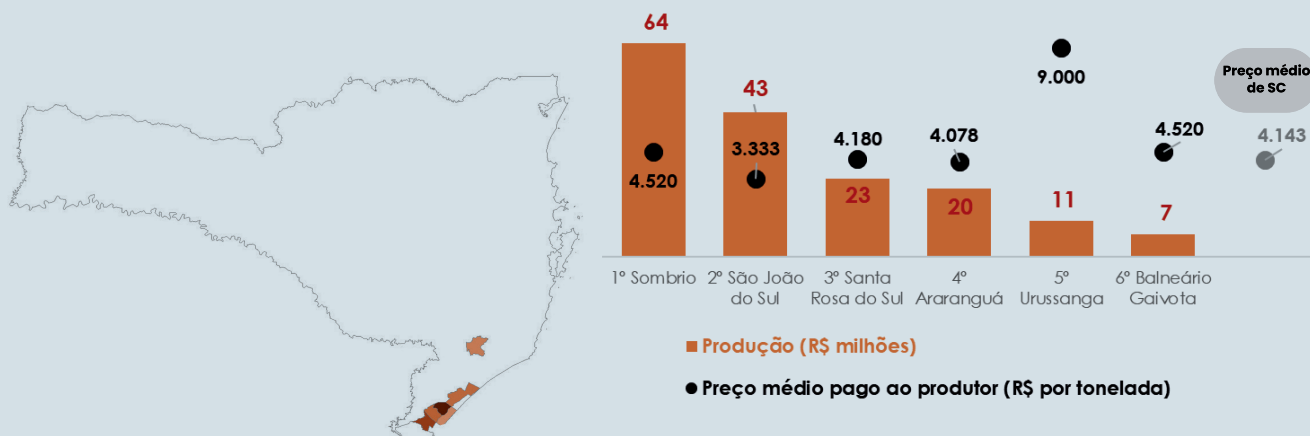 64
43
23
20
11
7
4.520
3.333
4.180
4.078
9.000
4.520
Preço médio
de SC
4.143
1º Sombrio
2º São João
do Sul
3º Santa
Rosa do Sul
4º
Araranguá
5º
Urussanga
6º Balneário
Gaivota
Produção (R$ milhões)
Preço médio pago ao produtor (R$ por tonelada)